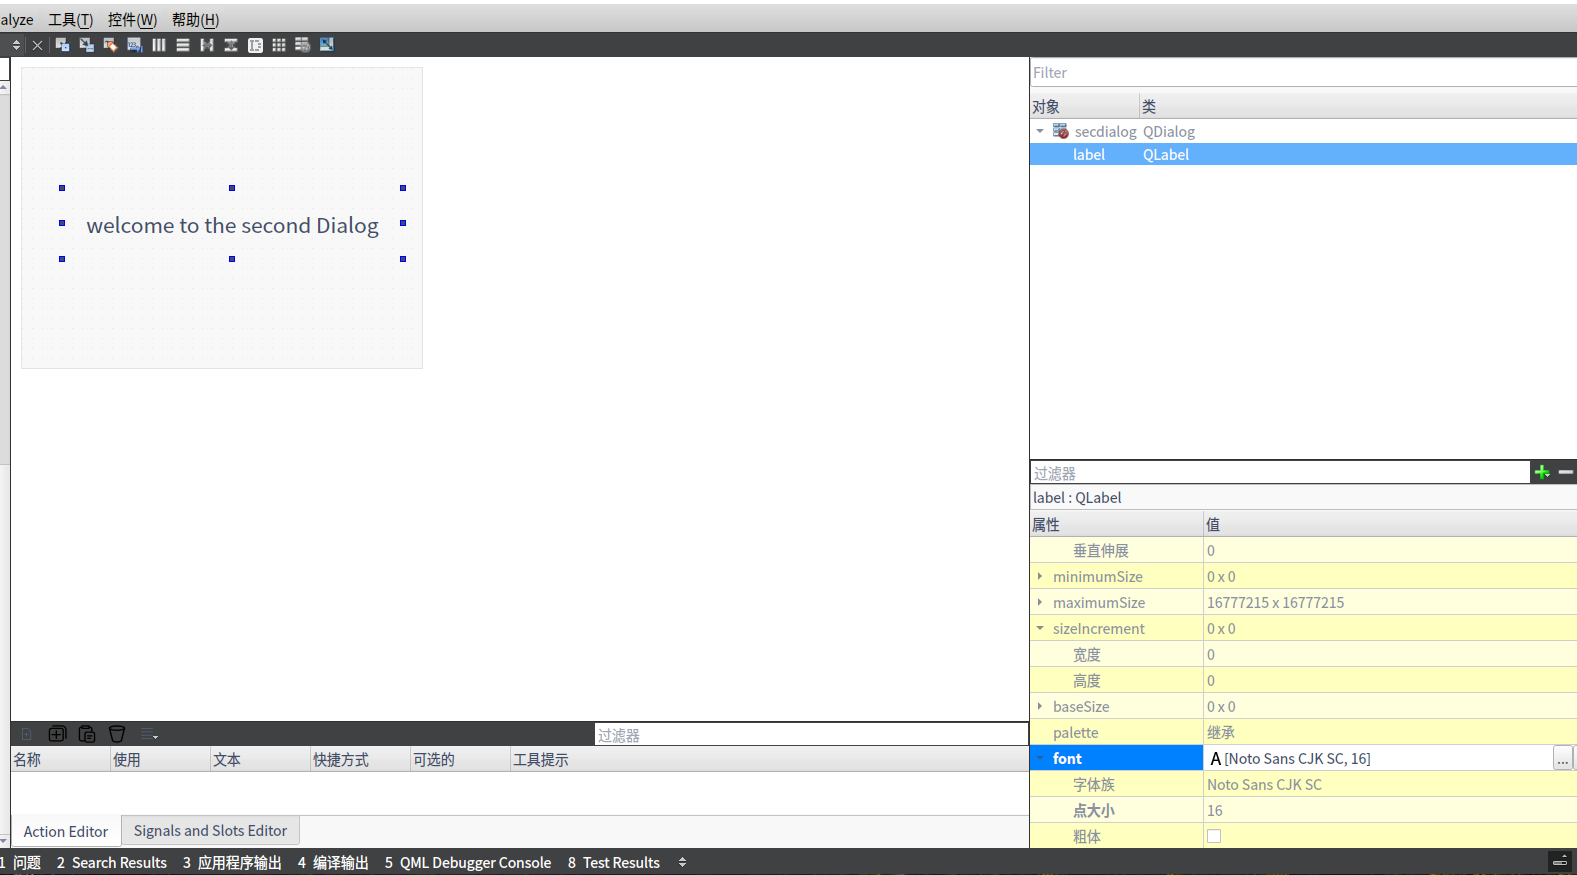 alyze 工具(T) 控件(W) 帮助(H)
Filter
对象 类
secdialog QDialog
label QLabel
welcome to the second Dialog
过滤器
label : QLabel
属性 值
垂直伸展 0
minimumSize 0 x 0
maximumSize 16777215 x 16777215
sizeIncrement 0 x 0
宽度 0
高度 0
baseSize 0 x 0
palette 继承
font A [Noto Sans CJK SC, 16] ...
字体族 Noto Sans CJK SC
点大小 16
粗体
过滤器
名称 使用 文本 快捷方式 可选的 工具提示
Action Editor Signals and Slots Editor
1 问题 2 Search Results 3 应用程序输出 4 编译输出 5 QML Debugger Console 8 Test Results